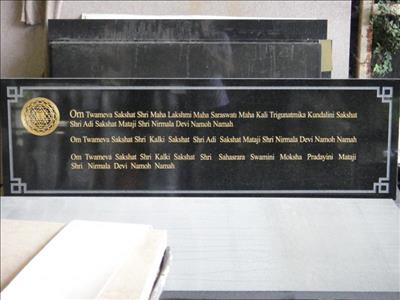 Om Twameva Sakshat Shri Maha Lakshmi Maha Saraswati Maha Kali Trigunatmika Kundalini Sakshat
Shri Adi Sakshat Mataji Shri Nirmala Devi Namoh Namah
Om Twameva Sakshat Shri Kalki Sakshat Shri Adi Sakshat Mataji Shri Nirmala Devi Namoh Namah
Om Twameva Sakshat Shri Kalki Sakshat Shri Sahasrara Swamini Moksha Pradayini Mataji
Shri Nirmala Devi Namoh Namah